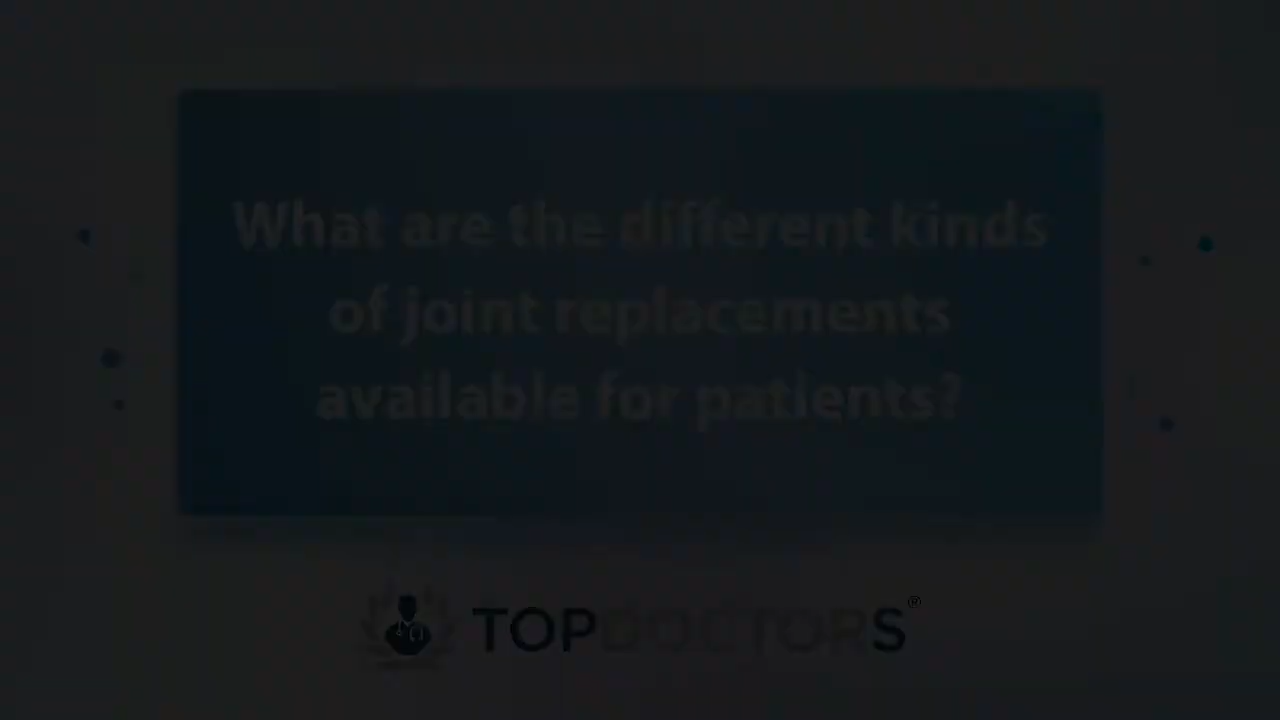 What are the different kinds
of joint replacements
available for patients?
TOPDOCTORS®